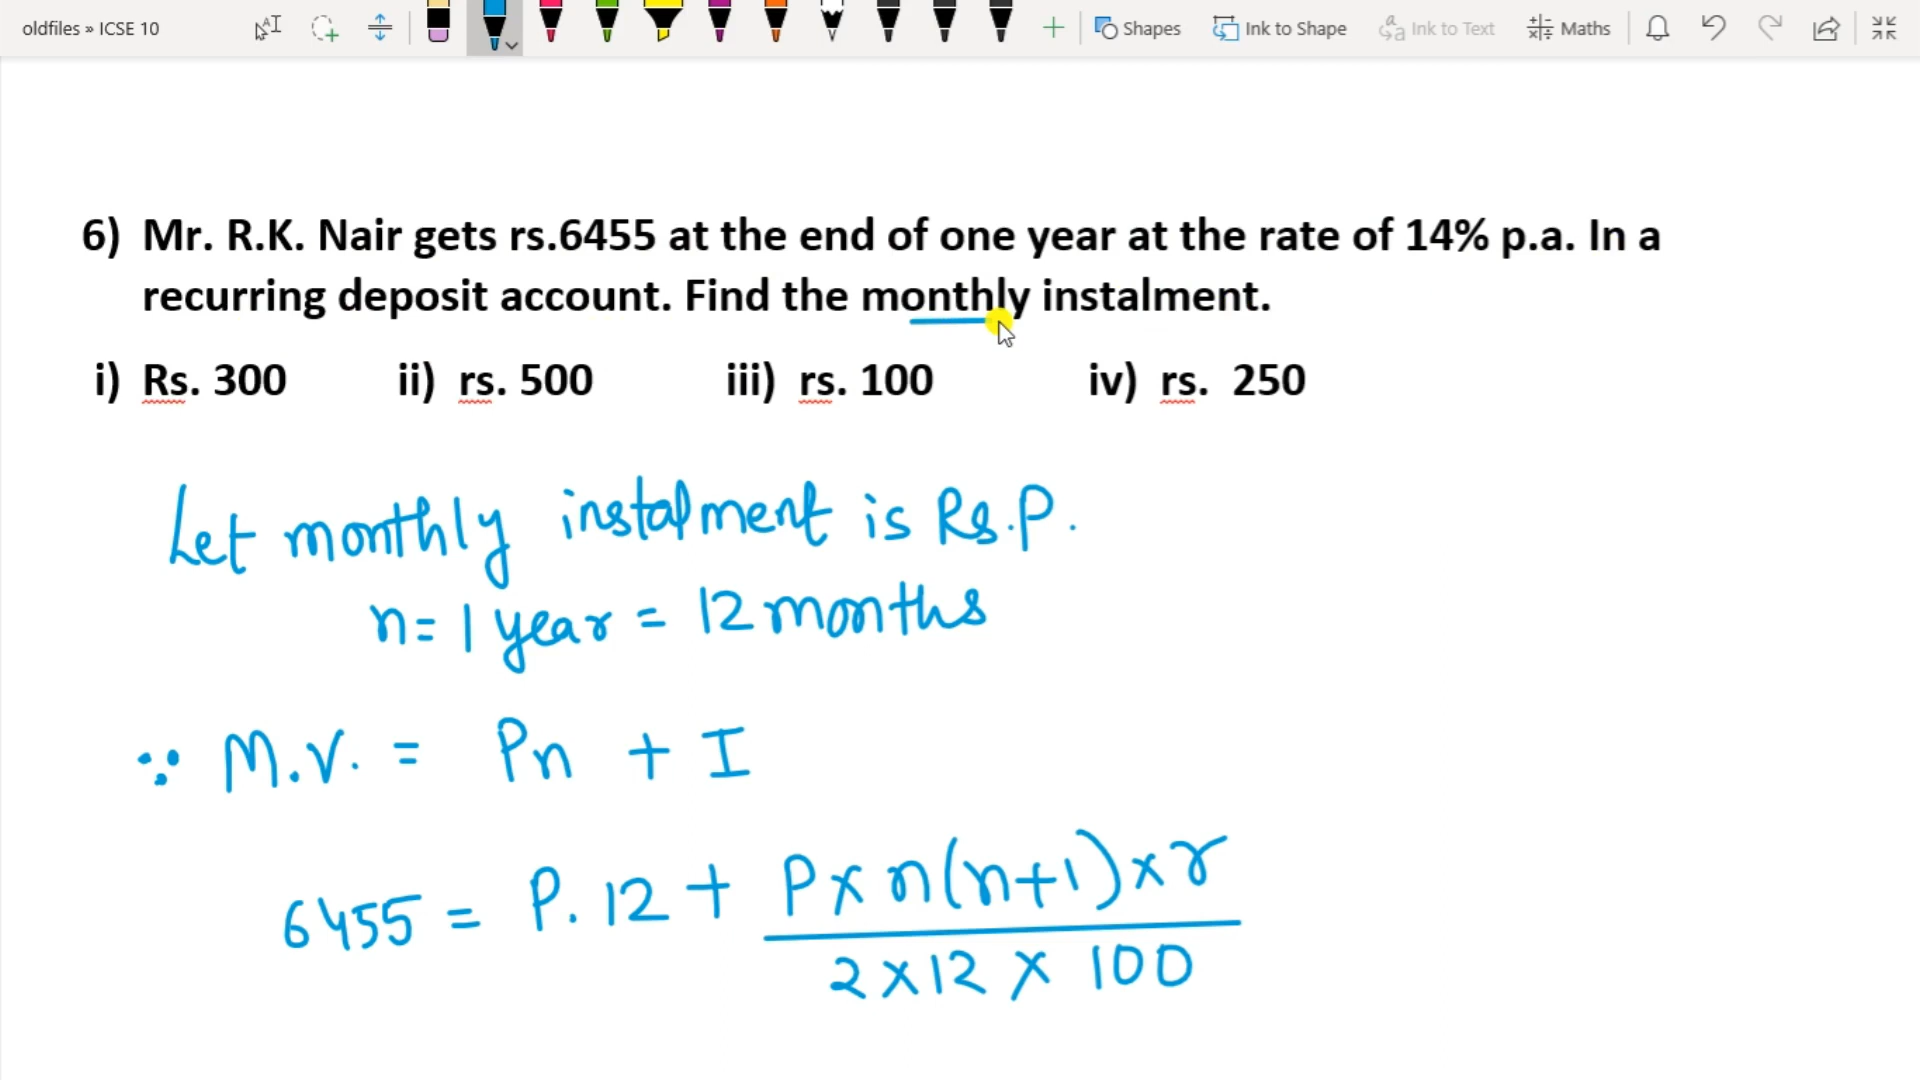 oldfiles » ICSE 10
Shapes Ink to Shape Ink to Text Maths
6) Mr. R.K. Nair gets rs.6455 at the end of one year at the rate of 14% p.a. In a
recurring deposit account. Find the monthly instalment.
i) Rs. 300 ii) rs. 500 iii) rs. 100 iv) rs. 250
Let monthly instalment is Rs.P.
n = 1 year = 12 months
∵ M.V. = Pn + I
6455 = P. 12 + P x n(n+1) x r
2 x 12 x 100